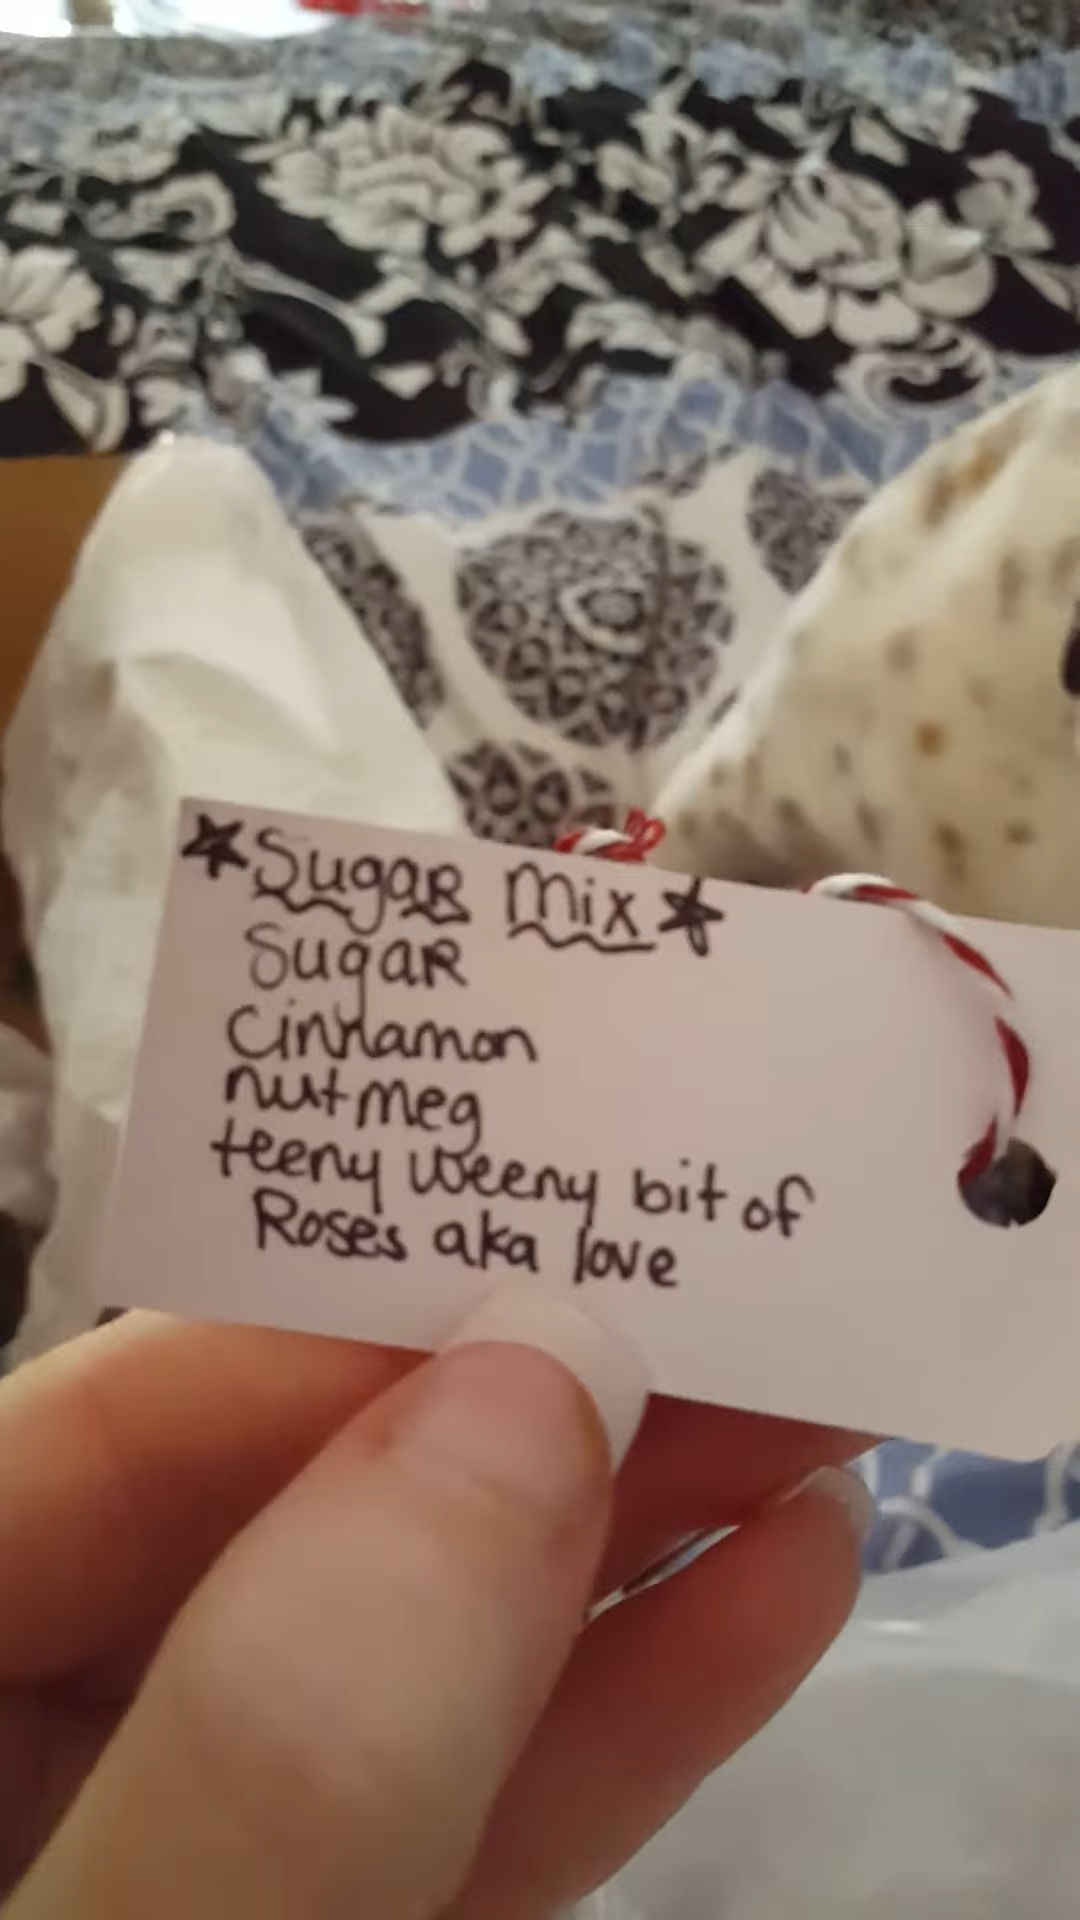 ★Sugar Mix★
Sugar
Cinnamon
nutmeg
teeny weeny bit of
Roses aka love